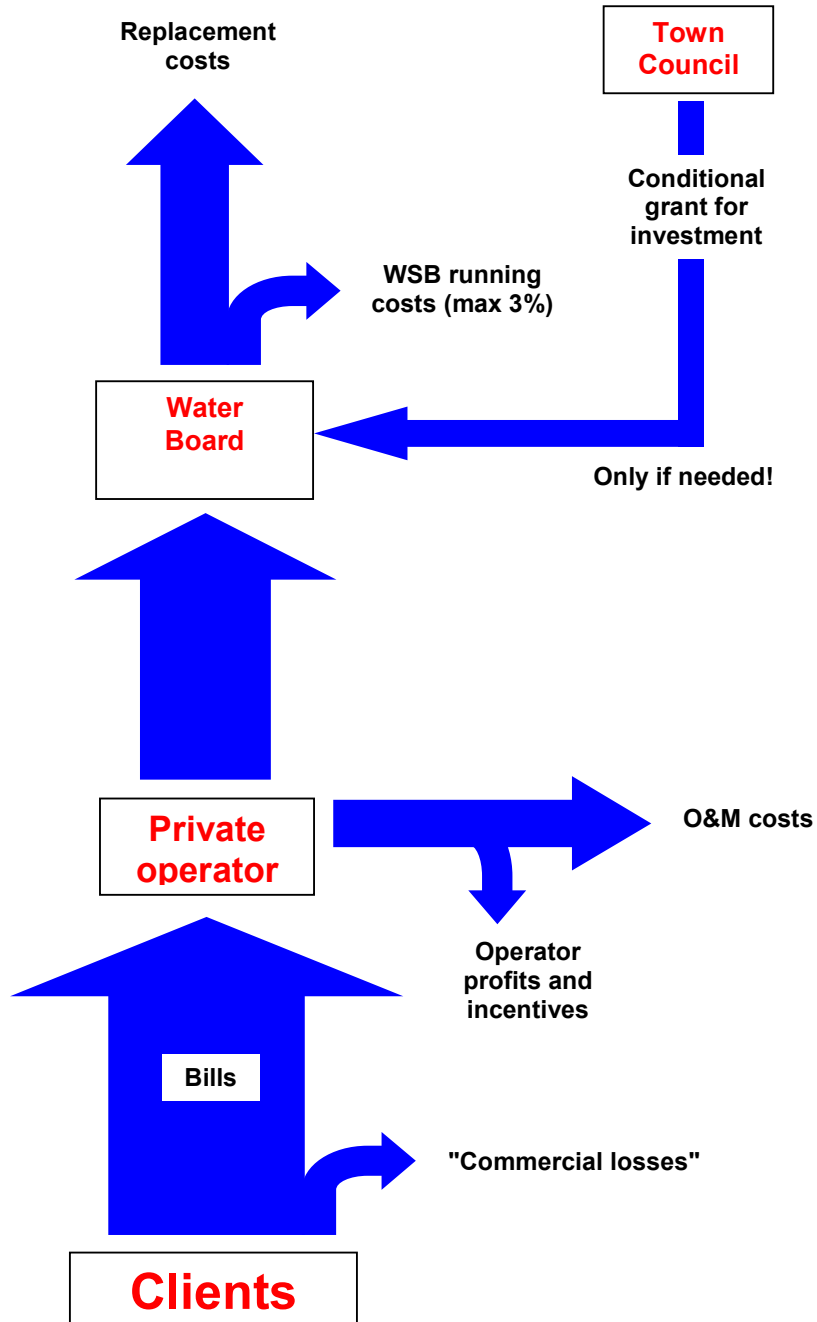 Replacement
costs
Town
Council
Conditional
grant for
investment
WSB running
costs (max 3%)
Water
Board
Only if needed!
Private
operator
O&M costs
Operator
profits and
incentives
Bills
"Commercial losses"
Clients